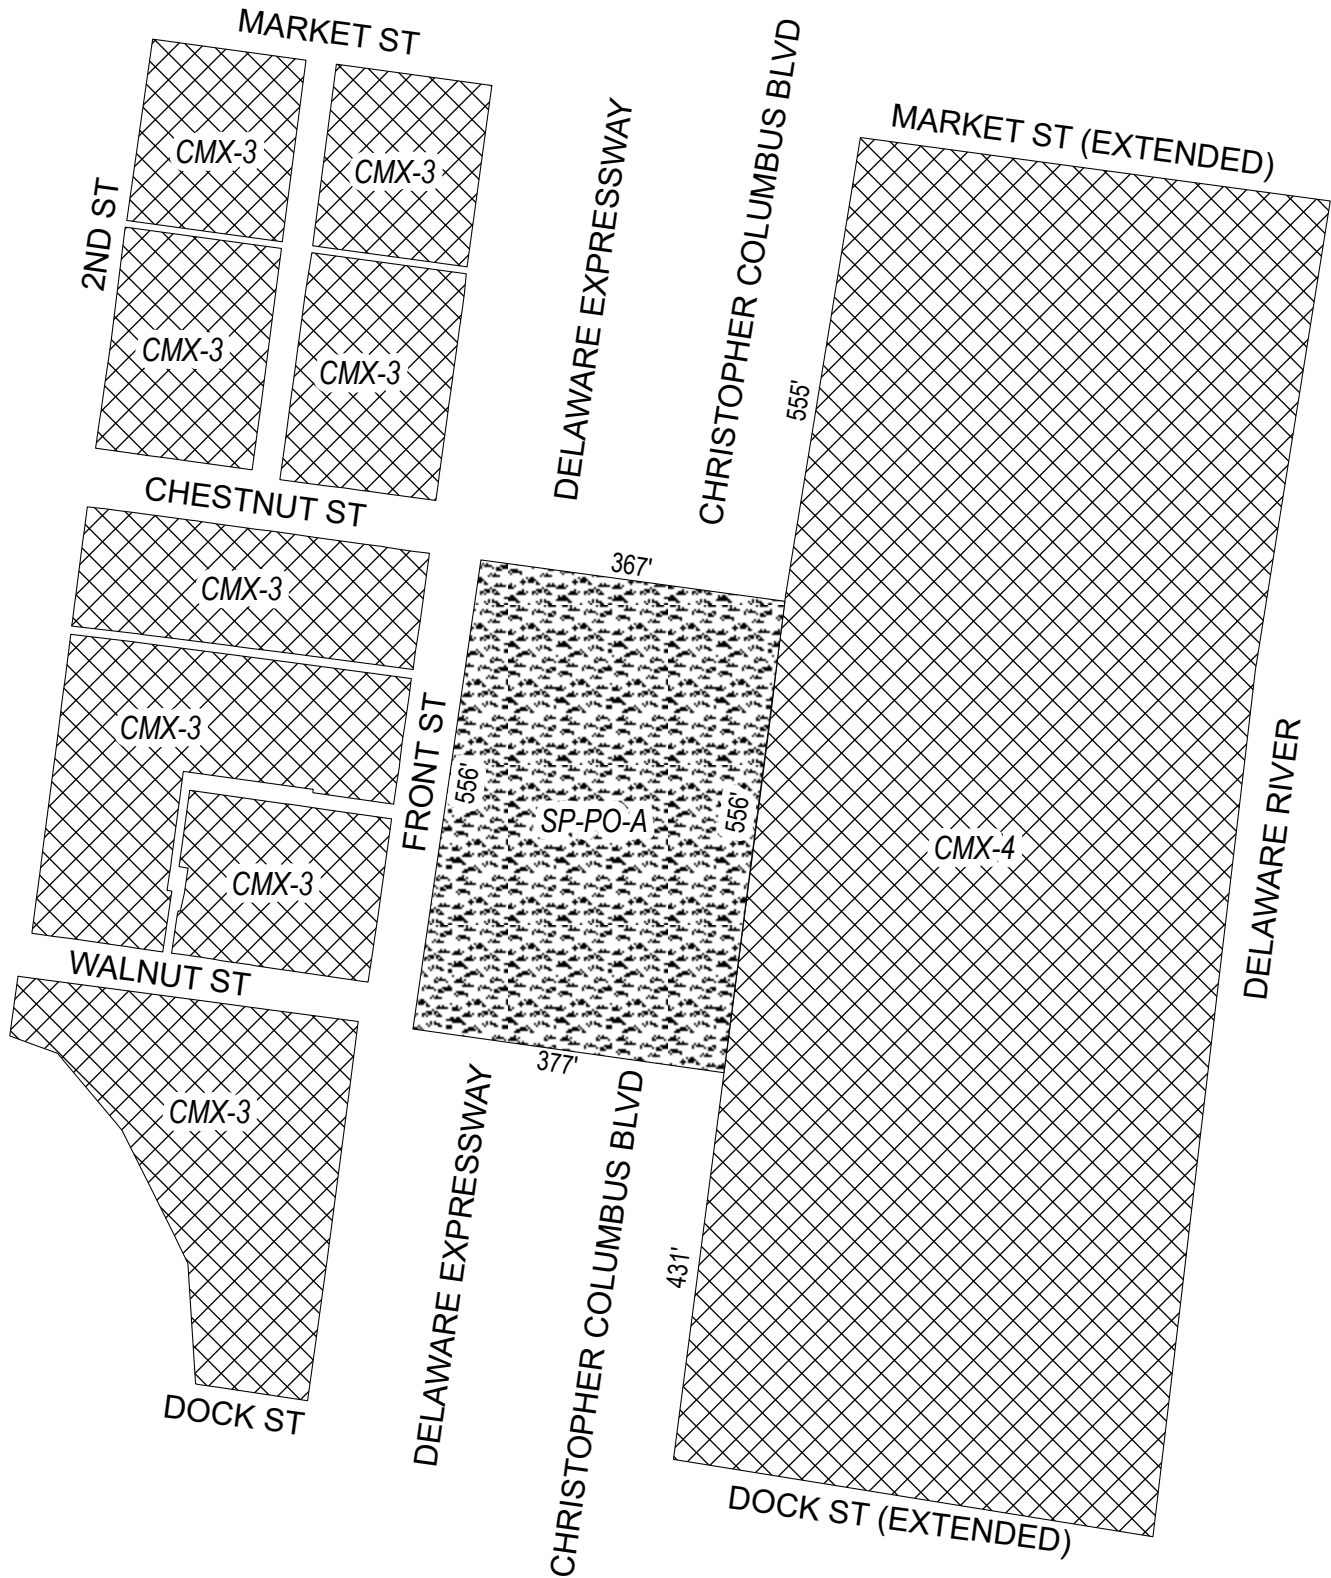 MARKET ST
CHRISTOPHER COLUMBUS BLVD
DELAWARE EXPRESSWAY
MARKET ST (EXTENDED)
CMX-3
CMX-3
2ND ST
CMX-3
CMX-3
555'
CHESTNUT ST
367'
CMX-3
FRONT ST
CMX-3
556'
SP-PO-A
556'
CMX-4
DELAWARE RIVER
CMX-3
WALNUT ST
377'
CMX-3
DELAWARE EXPRESSWAY
CHRISTOPHER COLUMBUS BLVD
431'
DOCK ST
DOCK ST (EXTENDED)